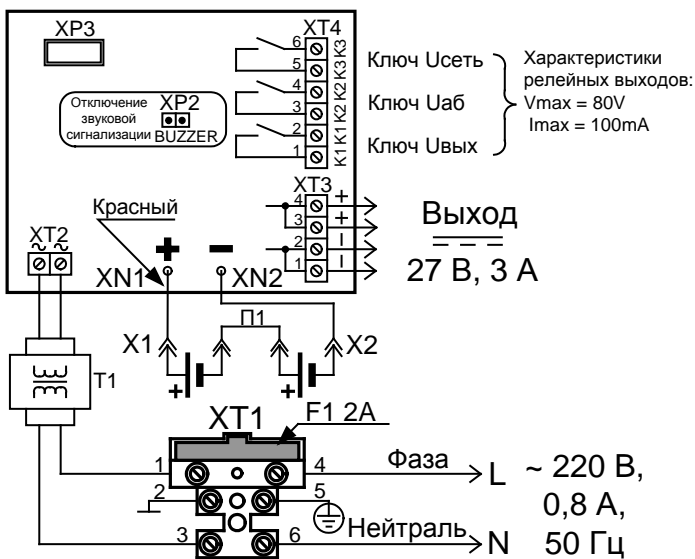 XP3
Отключение
звуковой
сигнализации
XP2
BUZZER
XT4
6
5
4
3
2
1
K3
K3
K2
K2
K1
K1
Ключ Uсеть
Ключ Uаб
Ключ Uвых
Характеристики
релейных выходов:
Vmax = 80V
Imax = 100mA
XT3
4 +
3 +
2 –
1 –
Выход
27 В, 3 А
Красный
XT2
~ ~
+ –
XN1
XN2
X1
П1
X2
+ +
T1
XT1
F1 2A
1
4
Фаза
L
2
5
3
6
Нейтраль
N
~ 220 В,
0,8 А,
50 Гц